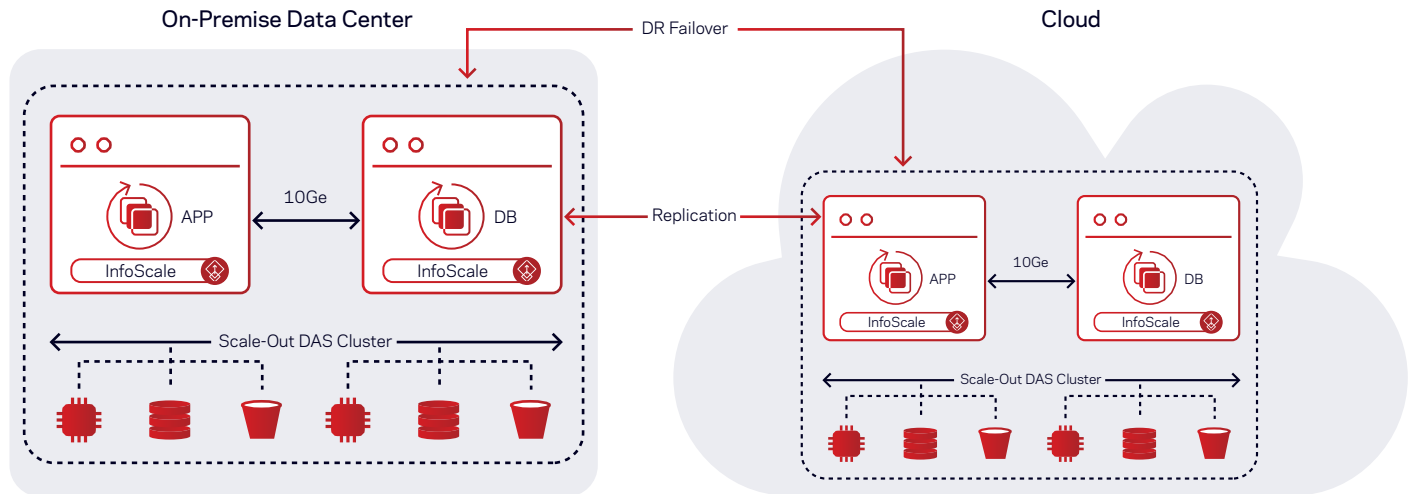 On-Premise Data Center
DR Failover
Cloud
10Ge
APP
DB
InfoScale
InfoScale
Replication
10Ge
APP
DB
InfoScale
InfoScale
Scale-Out DAS Cluster
Scale-Out DAS Cluster